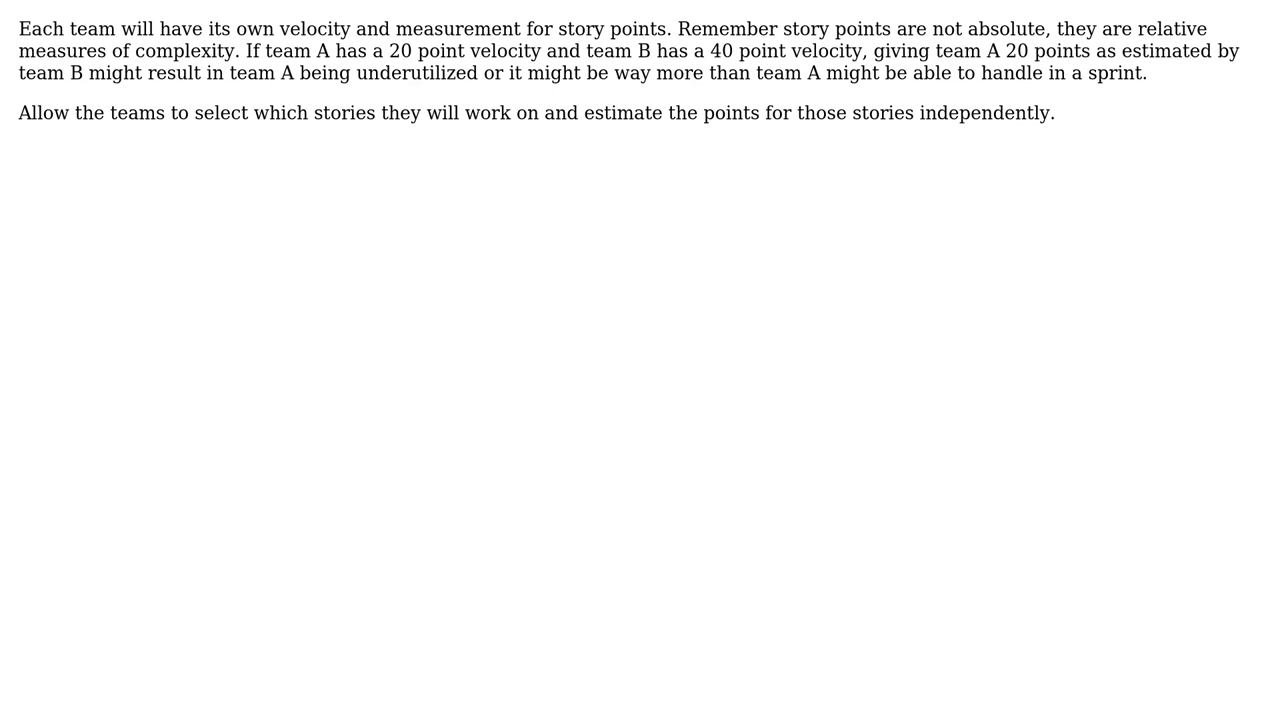 Each team will have its own velocity and measurement for story points. Remember story points are not absolute, they are relative
measures of complexity. If team A has a 20 point velocity and team B has a 40 point velocity, giving team A 20 points as estimated by
team B might result in team A being underutilized or it might be way more than team A might be able to handle in a sprint.
Allow the teams to select which stories they will work on and estimate the points for those stories independently.